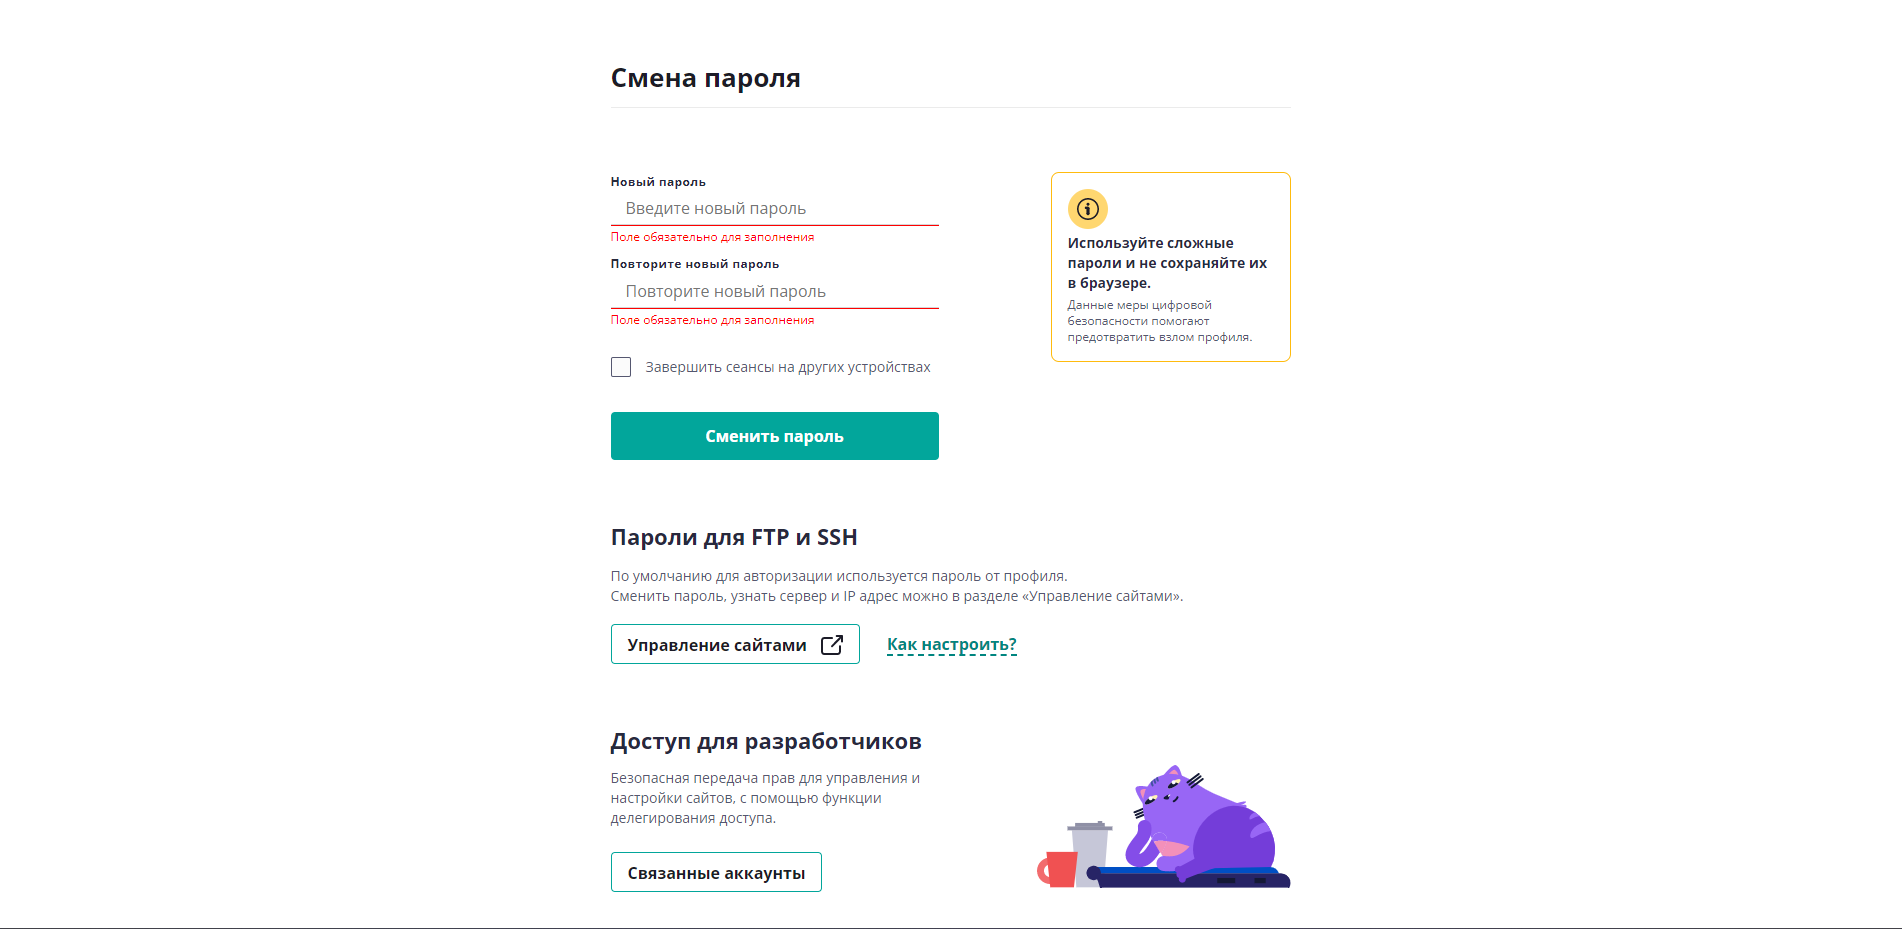 Смена пароля
Новый пароль
Введите новый пароль
Поле обязательно для заполнения
Повторите новый пароль
Повторите новый пароль
Поле обязательно для заполнения
Завершить сеансы на других устройствах
Сменить пароль
Используйте сложные
пароли и не сохраняйте их
в браузере.
Данные меры цифровой
безопасности помогают
предотвратить взлом профиля.
Пароли для FTP и SSH
По умолчанию для авторизации используется пароль от профиля.
Сменить пароль, узнать сервер и IP адрес можно в разделе «Управление сайтами».
Управление сайтами
Как настроить?
Доступ для разработчиков
Безопасная передача прав для управления и
настройки сайтов, с помощью функции
делегирования доступа.
Связанные аккаунты